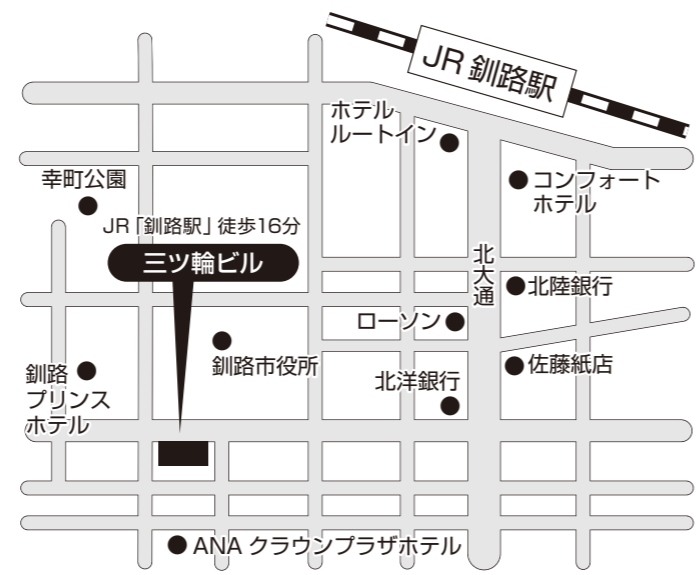 JR 釧路駅
ホテル
ルートイン
幸町公園
コンフォート
ホテル
JR「釧路駅」徒歩16分
三ツ輪ビル
北大通
北陸銀行
ローソン
釧路市役所
佐藤紙店
釧路
プリンス
ホテル
北洋銀行
ANA クラウンプラザホテル